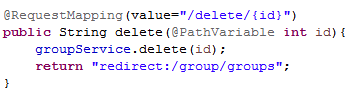 @RequestMapping(value="/delete/{id}")
public String delete(@PathVariable int id){
groupService.delete(id);
return "redirect:/group/groups";
}